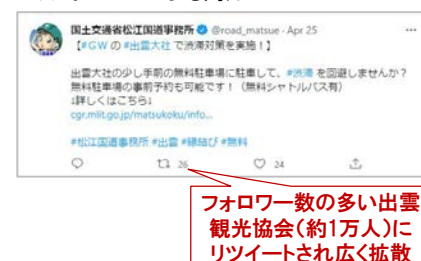 国土交通省松江国道事務所 @road_matsue · Apr 25
【#GW の #出雲大社 で渋滞対策を実施！】
出雲大社の少し手前の無料駐車場に駐車して、#渋滞 を回避しませんか？
無料駐車場の事前予約も可能です！（無料シャトルバス有）
↓詳しくはこちら↓
cgr.mlit.go.jp/matsukoku/info...
#松江国道事務所 #出雲 #縁結び #無料
26 24
フォロワー数の多い出雲
観光協会（約1万人）に
リツイートされ広く拡散